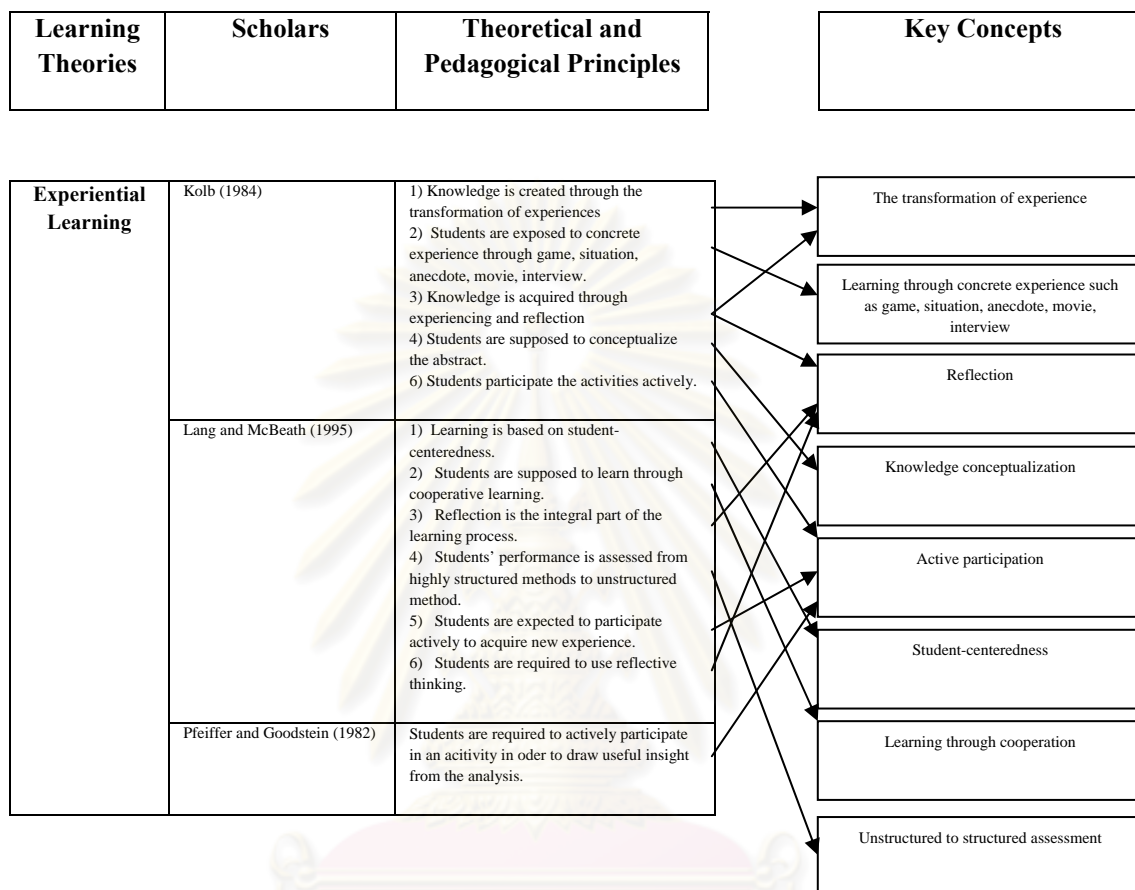 Learning
Theories
Scholars
Theoretical and
Pedagogical Principles
Key Concepts
Experiential
Learning
Kolb (1984)
1) Knowledge is created through the
transformation of experiences
2) Students are exposed to concrete
experience through game, situation,
anecdote, movie, interview.
3) Knowledge is acquired through
experiencing and reflection
4) Students are supposed to conceptualize
the abstract.
6) Students participate the activities actively.
Lang and McBeath (1995)
1) Learning is based on student-
centeredness.
2) Students are supposed to learn through
cooperative learning.
3) Reflection is the integral part of the
learning process.
4) Students’ performance is assessed from
highly structured methods to unstructured
method.
5) Students are expected to participate
actively to acquire new experience.
6) Students are required to use reflective
thinking.
Pfeiffer and Goodstein (1982)
Students are required to actively participate
in an acitivity in oder to draw useful insight
from the analysis.
The transformation of experience
Learning through concrete experience such
as game, situation, anecdote, movie,
interview
Reflection
Knowledge conceptualization
Active participation
Student-centeredness
Learning through cooperation
Unstructured to structured assessment